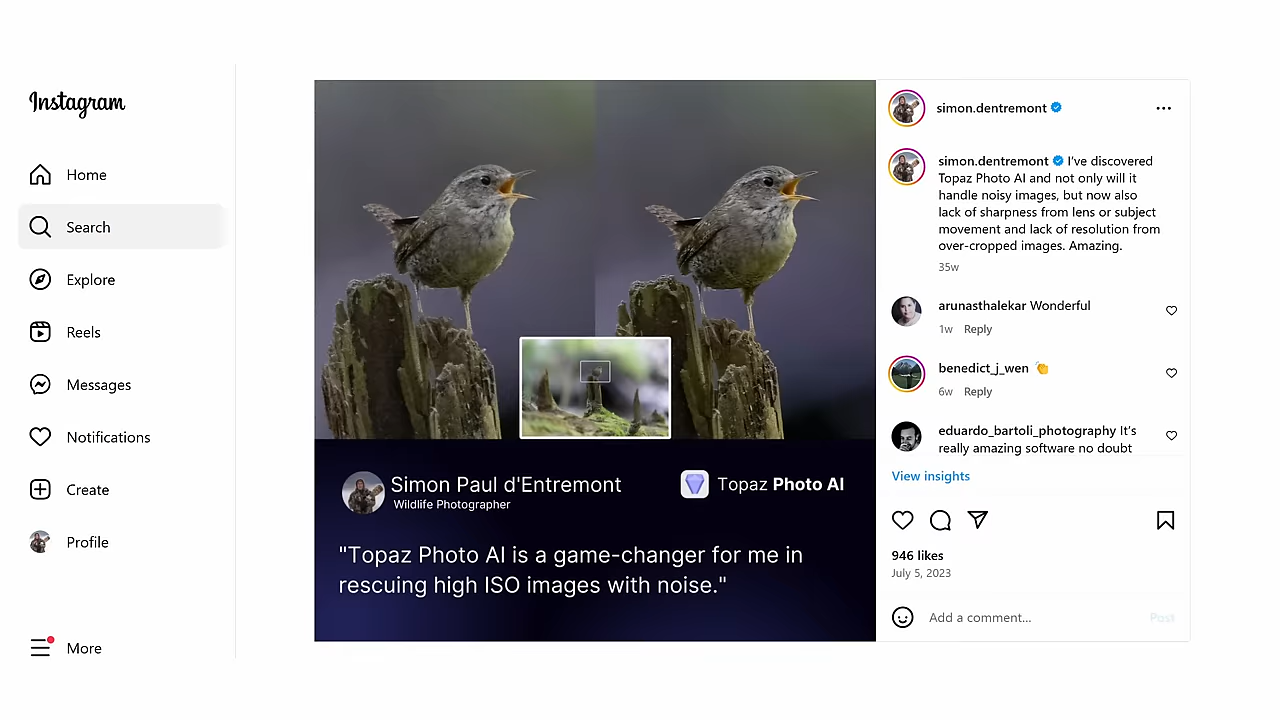 Instagram
Home
Search
Explore
Reels
Messages
Notifications
Create
Profile
More
Simon Paul d'Entremont
Wildlife Photographer
Topaz Photo AI
"Topaz Photo AI is a game-changer for me in
rescuing high ISO images with noise."
simon.dentremont
simon.dentremont I've discovered
Topaz Photo AI and not only will it
handle noisy images, but now also
lack of sharpness from lens or subject
movement and lack of resolution from
over-cropped images. Amazing.
35w
arunasthalekar Wonderful
1w Reply
benedict_j_wen 👏
6w Reply
eduardo_bartoli_photography It's
really amazing software no doubt
View insights
946 likes
July 5, 2023
Add a comment...
Post